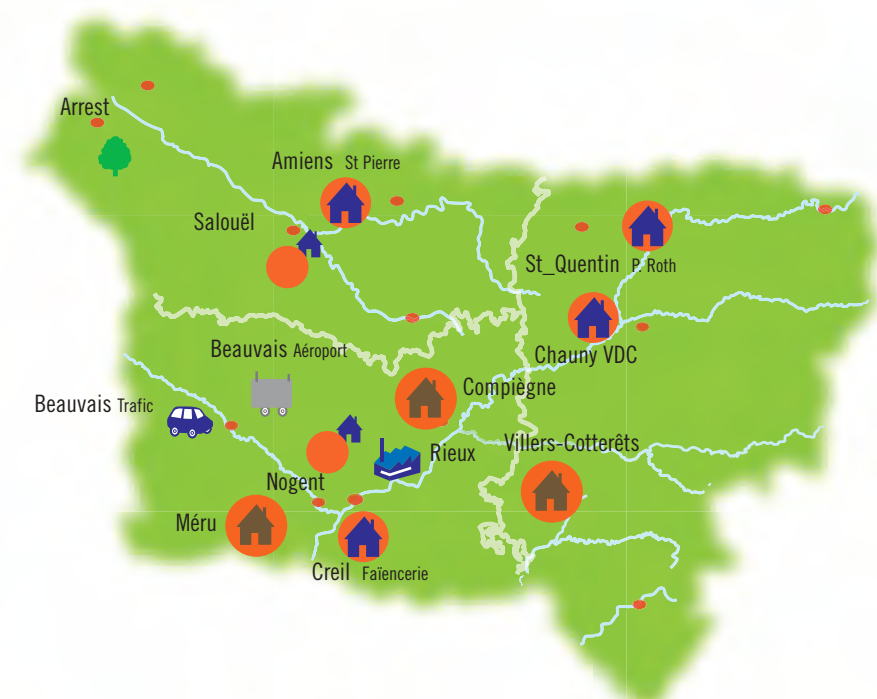 Arrest
Amiens St Pierre
Salouël
St_Quentin P. Roth
Chauny VDC
Beauvais Aéroport
Compiègne
Beauvais Trafic
Villers-Cotterêts
Rieux
Nogent
Méru
Creil Faïencerie